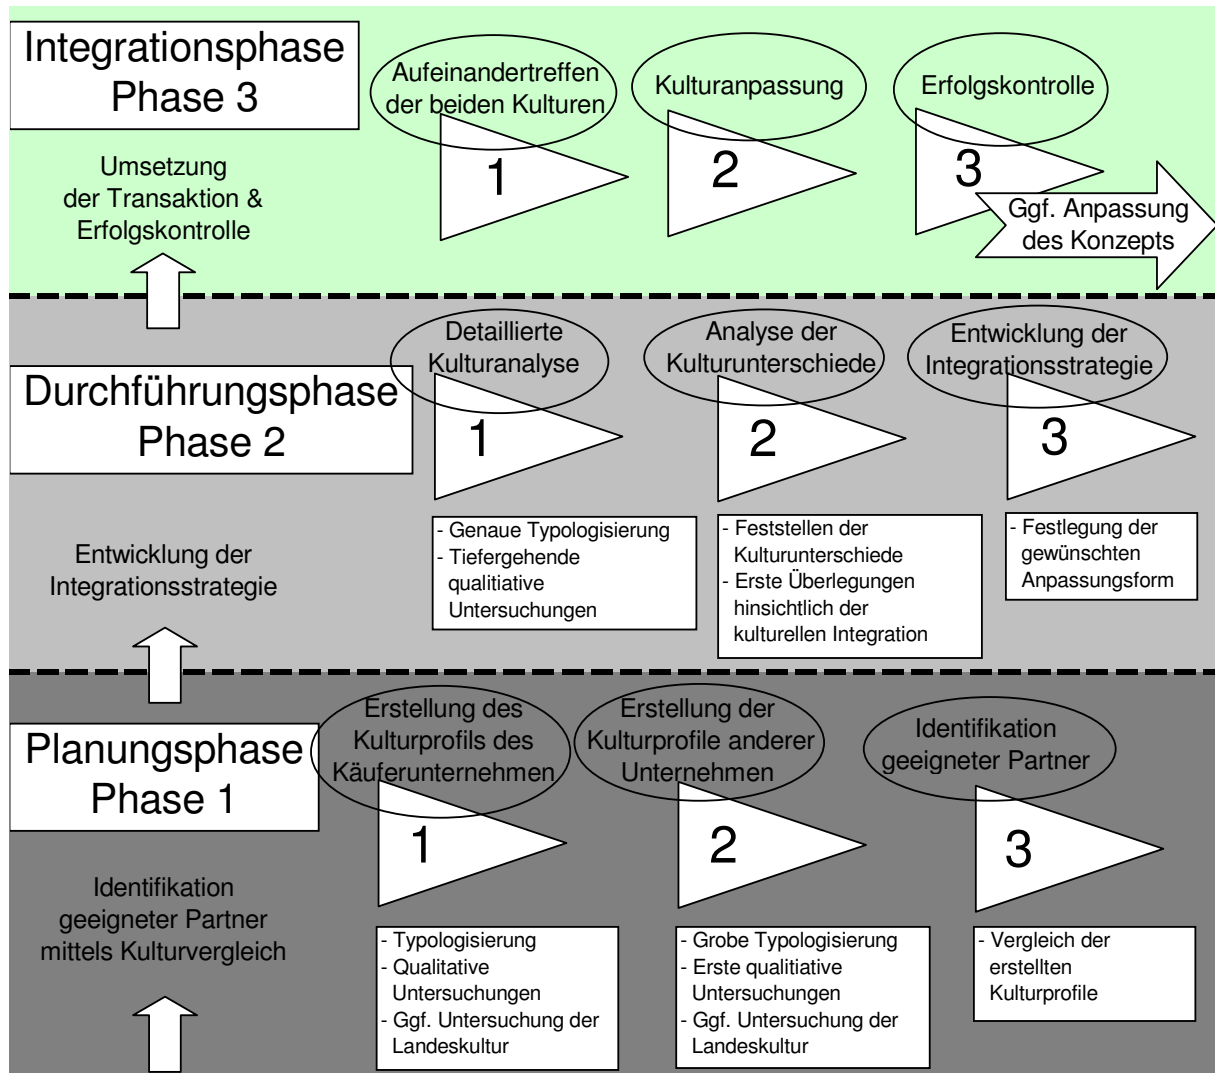 Integrationsphase
Phase 3
Umsetzung
der Transaktion &
Erfolgskontrolle
Aufeinandertreffen
der beiden Kulturen
1
Kulturanpassung
2
Erfolgskontrolle
3
Ggf. Anpassung
des Konzepts
Durchführungsphase
Phase 2
Entwicklung der
Integrationsstrategie
Detaillierte
Kulturanalyse
1
- Genaue Typologisierung
- Tiefergehende
qualitative
Untersuchungen
Analyse der
Kulturunterschiede
2
- Feststellen der
Kulturunterschiede
- Erste Überlegungen
hinsichtlich der
kulturellen Integration
Entwicklung der
Integrationsstrategie
3
- Festlegung der
gewünschten
Anpassungsform
Planungsphase
Phase 1
Identifikation
geeigneter Partner
mittels Kulturvergleich
Erstellung des
Kulturprofils des
Käuferunternehmen
1
- Typologisierung
- Qualitative
Untersuchungen
- Ggf. Untersuchung der
Landeskultur
Erstellung der
Kulturprofile anderer
Unternehmen
2
- Grobe Typologisierung
- Erste qualitiative
Untersuchungen
- Ggf. Untersuchung der
Landeskultur
Identifikation
geeigneter Partner
3
- Vergleich der
erstellten
Kulturprofile